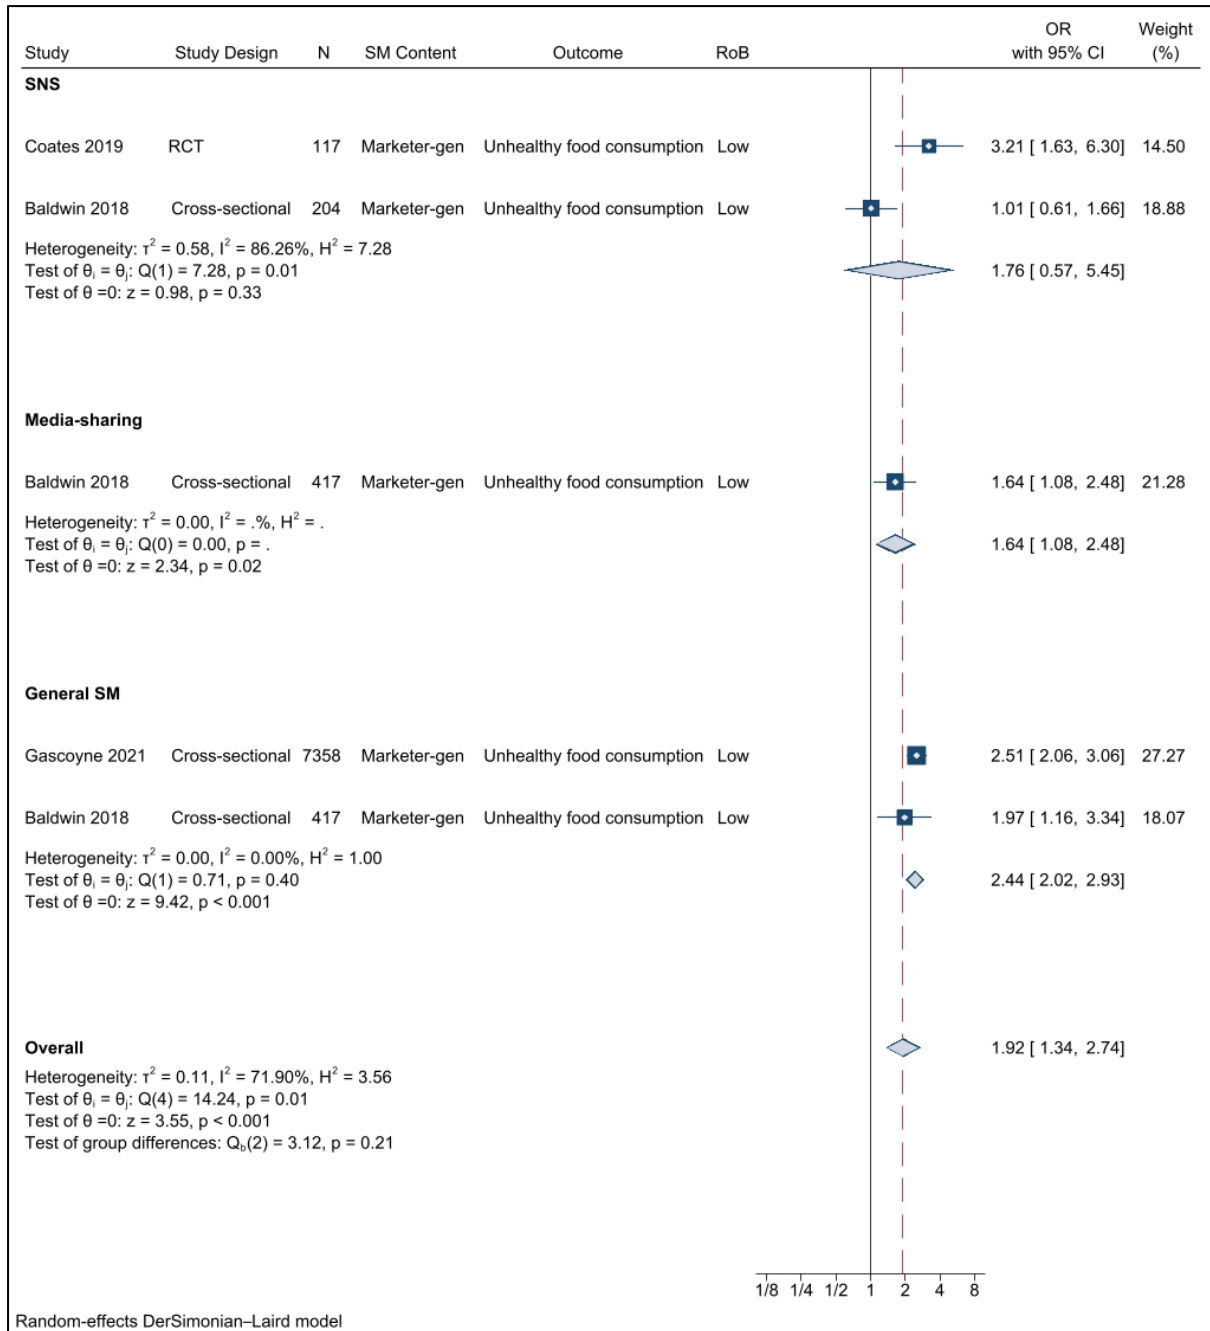 OR Weight
Study Study Design N SM Content Outcome RoB with 95% CI (%)
SNS
Coates 2019 RCT 117 Marketer-gen Unhealthy food consumption Low 3.21 [ 1.63, 6.30] 14.50
Baldwin 2018 Cross-sectional 204 Marketer-gen Unhealthy food consumption Low 1.01 [ 0.61, 1.66] 18.88
Heterogeneity: τ² = 0.58, I² = 86.26%, H² = 7.28
Test of θᵢ = θⱼ: Q(1) = 7.28, p = 0.01 1.76 [ 0.57, 5.45]
Test of θ =0: z = 0.98, p = 0.33
Media-sharing
Baldwin 2018 Cross-sectional 417 Marketer-gen Unhealthy food consumption Low 1.64 [ 1.08, 2.48] 21.28
Heterogeneity: τ² = 0.00, I² = .%, H² = .
Test of θᵢ = θⱼ: Q(0) = 0.00, p = . 1.64 [ 1.08, 2.48]
Test of θ =0: z = 2.34, p = 0.02
General SM
Gascoyne 2021 Cross-sectional 7358 Marketer-gen Unhealthy food consumption Low 2.51 [ 2.06, 3.06] 27.27
Baldwin 2018 Cross-sectional 417 Marketer-gen Unhealthy food consumption Low 1.97 [ 1.16, 3.34] 18.07
Heterogeneity: τ² = 0.00, I² = 0.00%, H² = 1.00
Test of θᵢ = θⱼ: Q(1) = 0.71, p = 0.40 2.44 [ 2.02, 2.93]
Test of θ =0: z = 9.42, p < 0.001
Overall 1.92 [ 1.34, 2.74]
Heterogeneity: τ² = 0.11, I² = 71.90%, H² = 3.56
Test of θᵢ = θⱼ: Q(4) = 14.24, p = 0.01
Test of θ =0: z = 3.55, p < 0.001
Test of group differences: Q_b(2) = 3.12, p = 0.21
1/8 1/4 1/2 1 2 4 8
Random-effects DerSimonian–Laird model